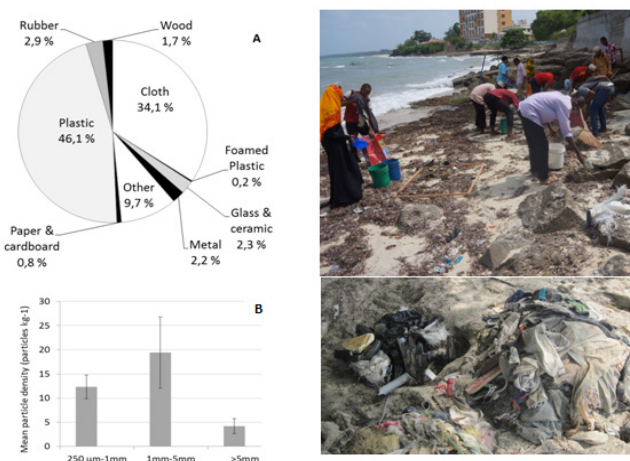 Rubber
2,9 %
Wood
1,7 %
A
Cloth
34,1 %
Plastic
46,1 %
Foamed
Plastic
0,2 %
Other
9,7 %
Glass &
ceramic
2,3 %
Paper &
cardboard
0,8 %
Metal
2,2 %
B
Mean particle density (particles kg-1)
30
25
20
15
10
5
0
250 µm-1mm
1mm-5mm
>5mm